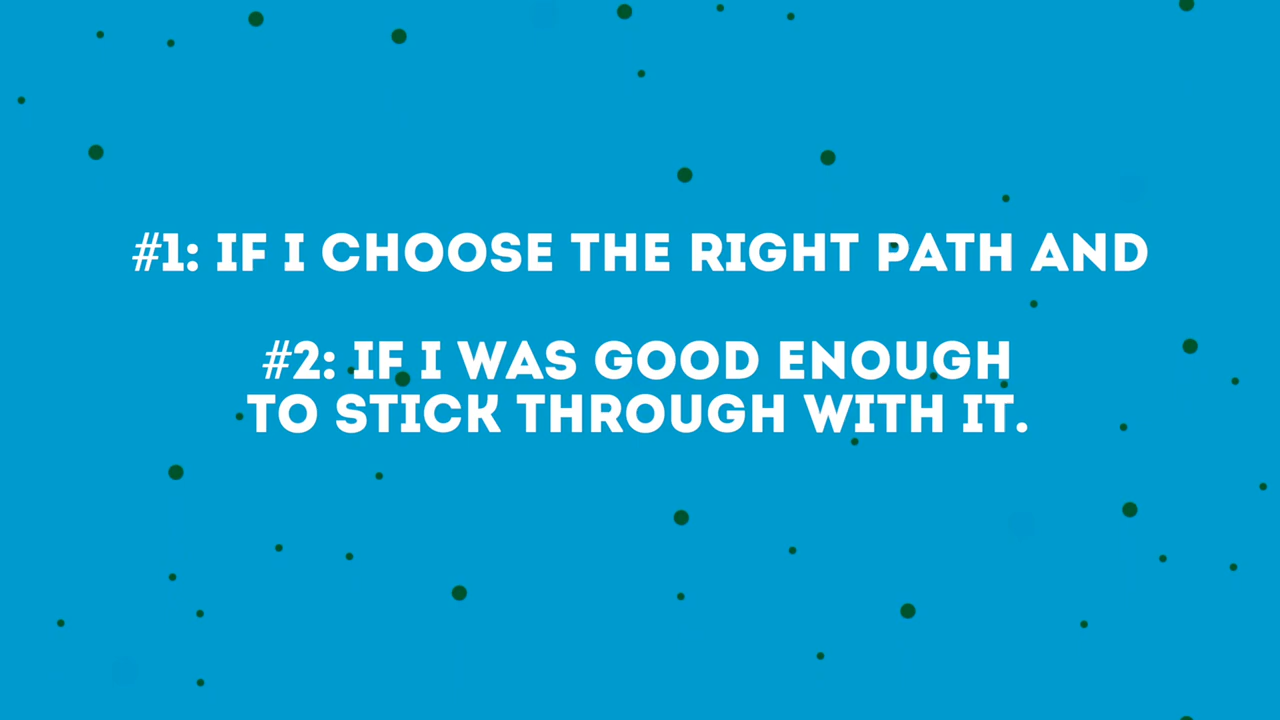 #1: IF I CHOOSE THE RIGHT PATH AND
#2: IF I WAS GOOD ENOUGH
TO STICK THROUGH WITH IT.